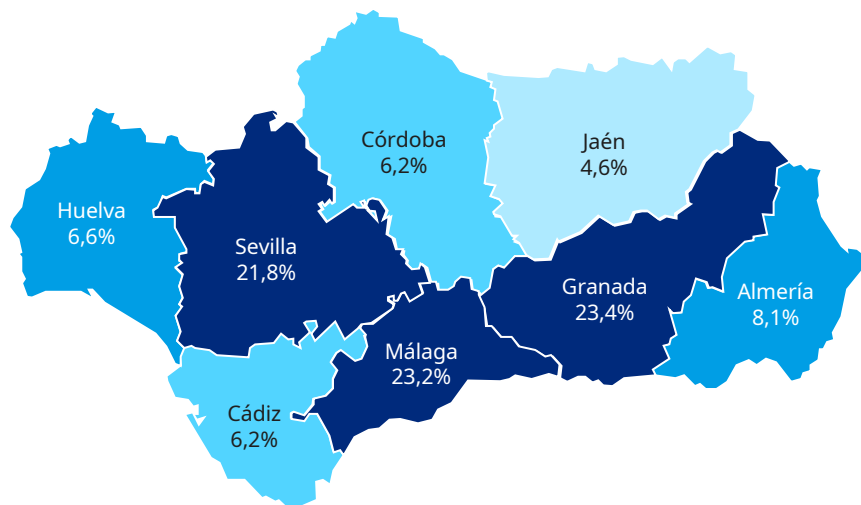 Córdoba
6,2%
Jaén
4,6%
Huelva
6,6%
Sevilla
21,8%
Granada
23,4%
Almería
8,1%
Málaga
23,2%
Cádiz
6,2%